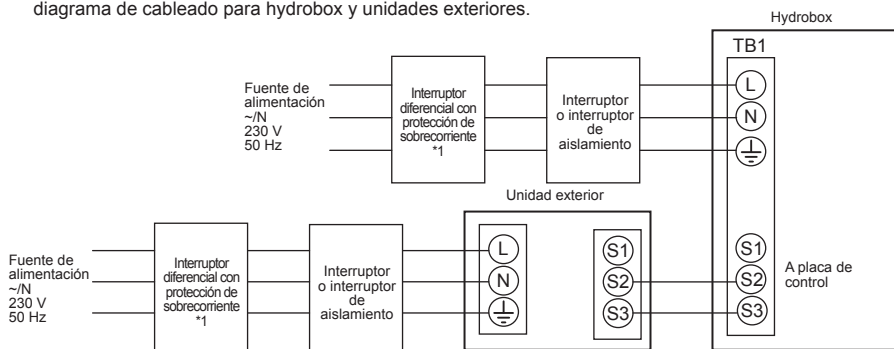 diagrama de cableado para hydrobox y unidades exteriores.
Hydrobox
TB1
Fuente de
alimentación
~/N
230 V
50 Hz
Interruptor
diferencial con
protección de
sobrecorriente
*1
Interruptor
o interruptor
de
aislamiento
L
N
Unidad exterior
Fuente de
alimentación
~/N
230 V
50 Hz
Interruptor
diferencial con
protección de
sobrecorriente
*1
Interruptor
o interruptor
de
aislamiento
L
N
S1
S2
S3
S1
S2
S3
A placa de
control